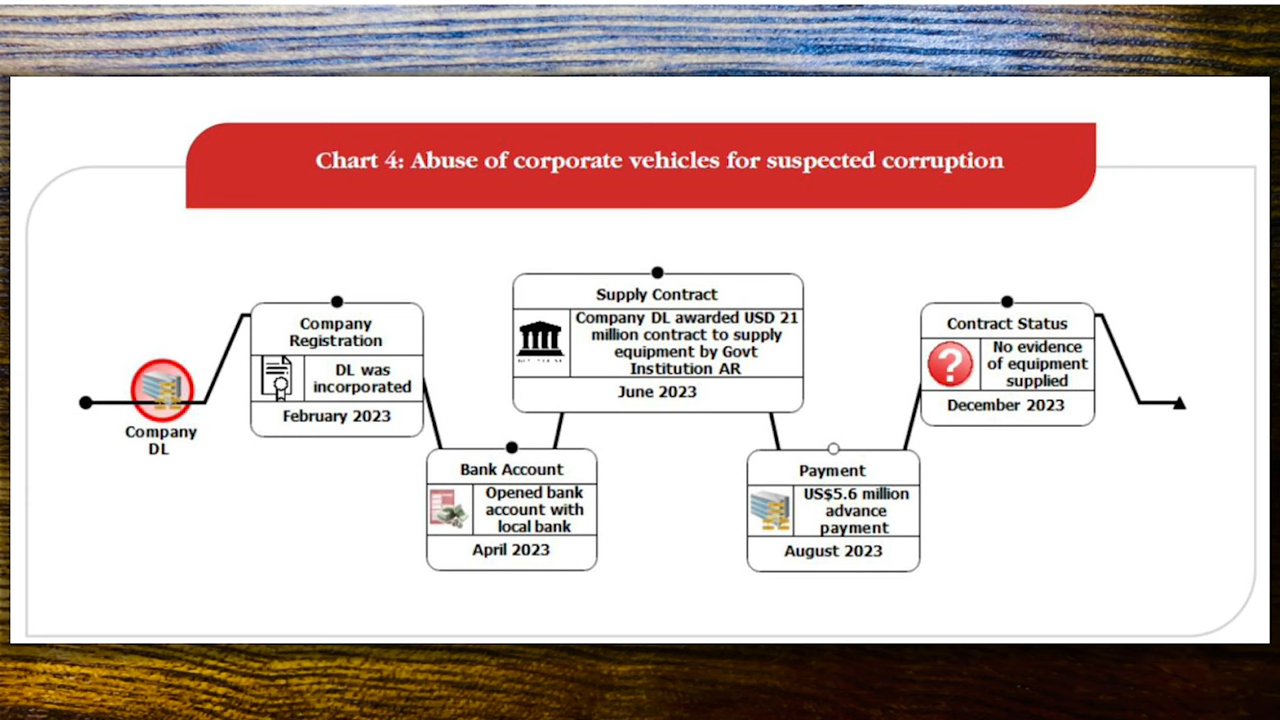 Chart 4: Abuse of corporate vehicles for suspected corruption
Company
DL
Company
Registration
DL was
incorporated
February 2023
Bank Account
Opened bank
account with
local bank
April 2023
Supply Contract
Company DL awarded USD 21
million contract to supply
equipment by Govt
Institution AR
June 2023
Payment
US$5.6 million
advance
payment
August 2023
Contract Status
No evidence
of equipment
supplied
December 2023